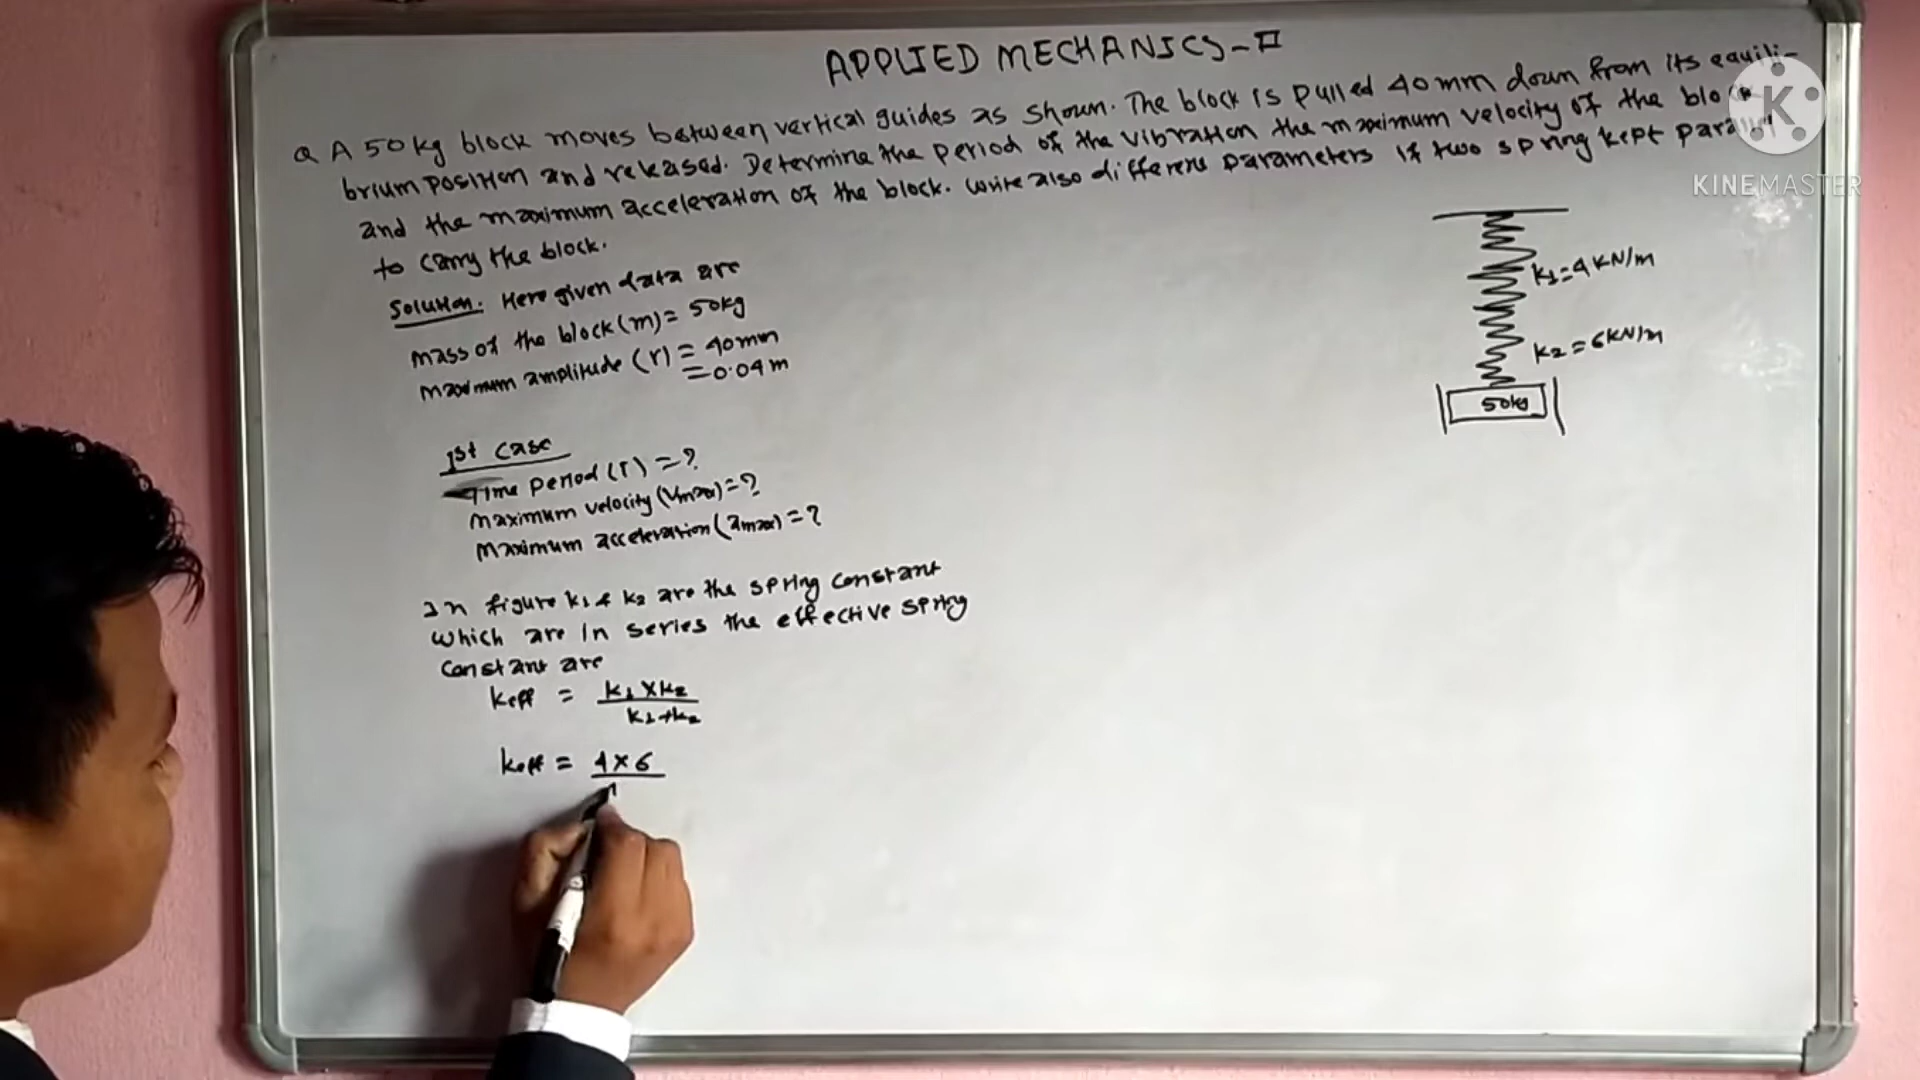 APPLIED MECHANICS-II
Q A 50kg block moves between vertical guides as shown. The block is pulled 40mm down from its equili-
brium position and released. Determine the period of the vibration the maximum velocity of the block
and the maximum acceleration of the block. Write also different parameters if two spring kept parallel
to carry the block.
Solution. Here given data are
mass of the block (m) = 50kg
maximum amplitude (r) = 40mm
= 0.04 m
1st case
Time period (T) = ?
Maximum velocity (Vmax) = ?
Maximum acceleration (amax) = ?
In figure k1 & k2 are the spring constant
which are in series the effective spring
constant are
keff = k1 × k2
k1+k2
keff = 4 × 6
k1=4 KN/m
k2 = 6KN/m
50kg
K
KINEMASTER